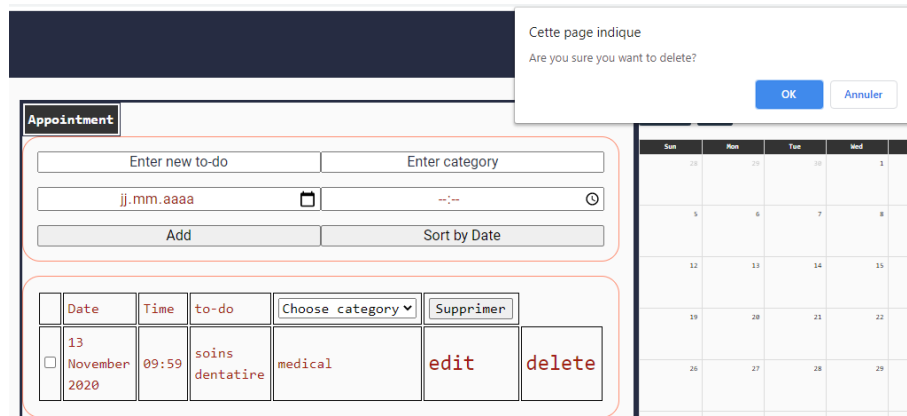 Cette page indique
Are you sure you want to delete?
OK Annuler
Appointment
Enter new to-do Enter category
jj.mm.aaaa --:--
Add Sort by Date
Date Time to-do Choose category Supprimer
13 November 2020 09:59 soins dentatire medical edit delete
Sun Mon Tue Wed
28 29 30 1
5 6 7 8
12 13 14 15
19 20 21 22
26 27 28 29